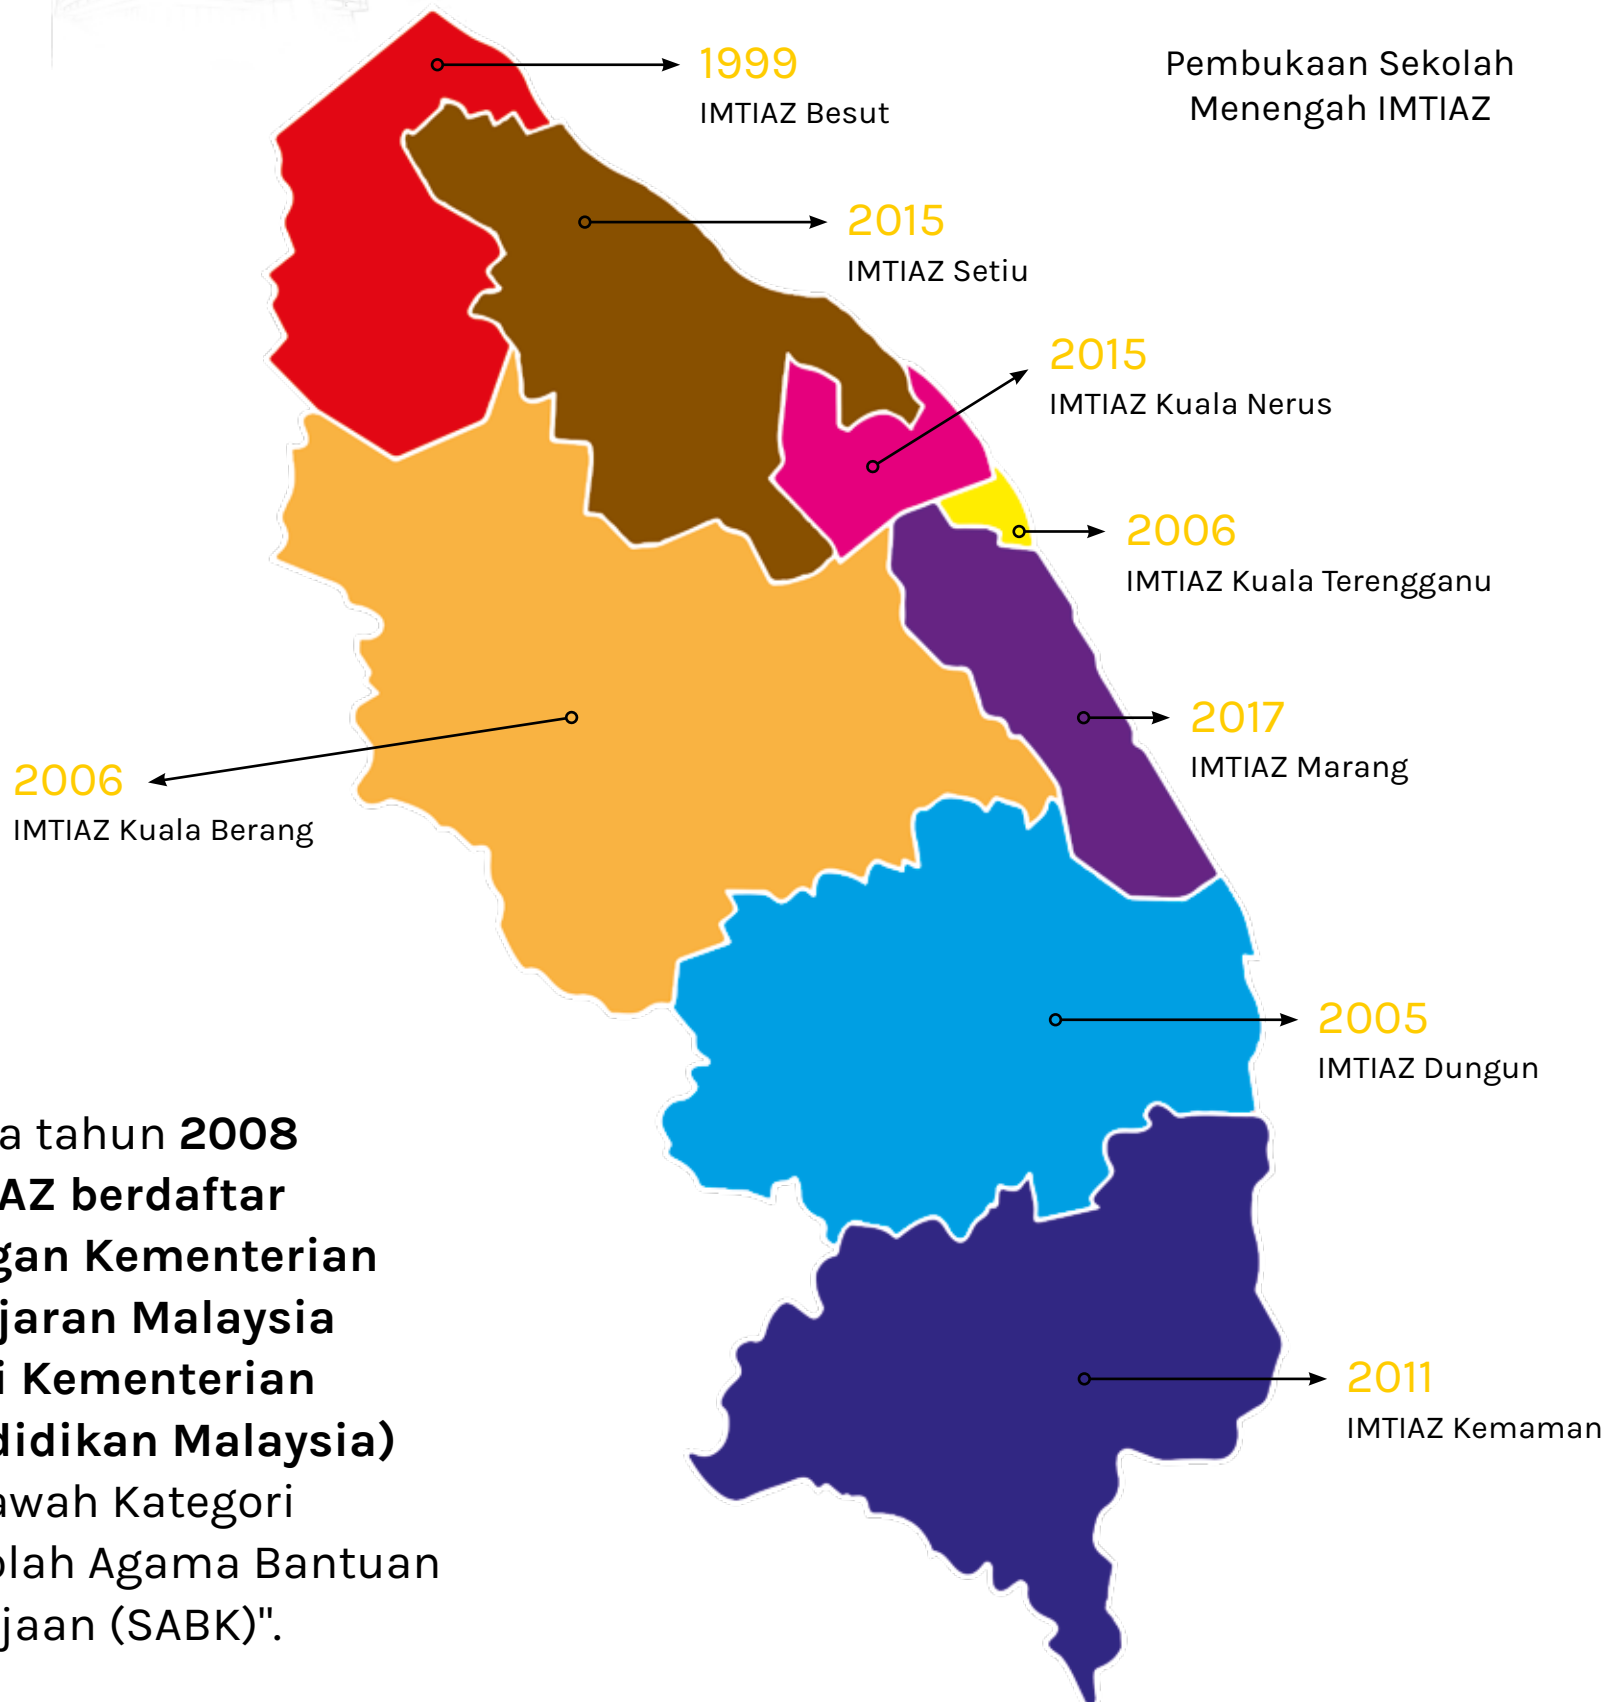 Pembukaan Sekolah
Menengah IMTIAZ
1999
IMTIAZ Besut
2015
IMTIAZ Setiu
2015
IMTIAZ Kuala Nerus
2006
IMTIAZ Kuala Terengganu
2017
IMTIAZ Marang
2006
IMTIAZ Kuala Berang
2005
IMTIAZ Dungun
2011
IMTIAZ Kemaman
a tahun 2008
AZ berdaftar
gan Kementerian
jaran Malaysia
i Kementerian
didikan Malaysia)
awah Kategori
olah Agama Bantuan
jaan (SABK)".